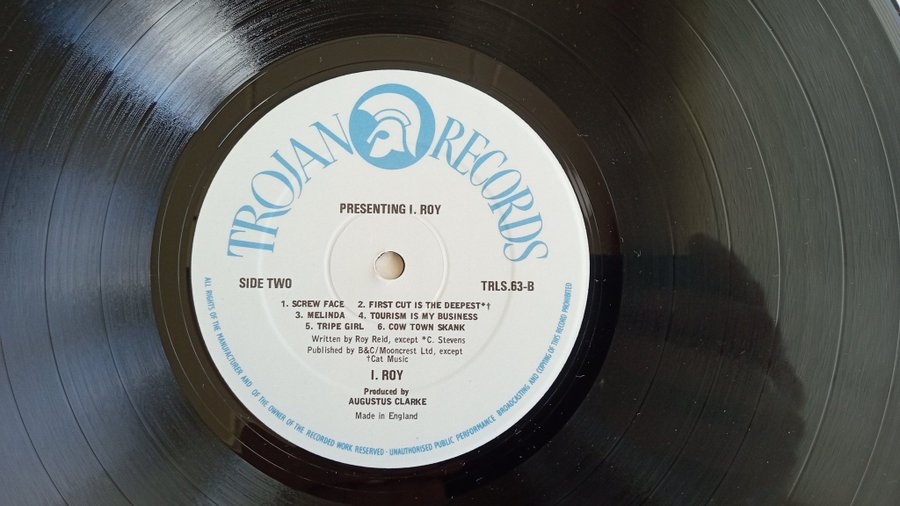 TROJAN RECORDS
PRESENTING I. ROY
SIDE TWO
TRLS.63-B
1. SCREW FACE 2. FIRST CUT IS THE DEEPEST*†
3. MELINDA 4. TOURISM IS MY BUSINESS
5. TRIPE GIRL 6. COW TOWN SKANK
Written by Roy Reid, except *C. Stevens
Published by B&C/Mooncrest Ltd, except
†Cat Music
I. ROY
Produced by
AUGUSTUS CLARKE
Made in England
ALL RIGHTS OF THE MANUFACTURER AND OF THE OWNER OF THE RECORDED WORK RESERVED · UNAUTHORISED PUBLIC PERFORMANCE BROADCASTING AND COPYING OF THIS RECORD PROHIBITED